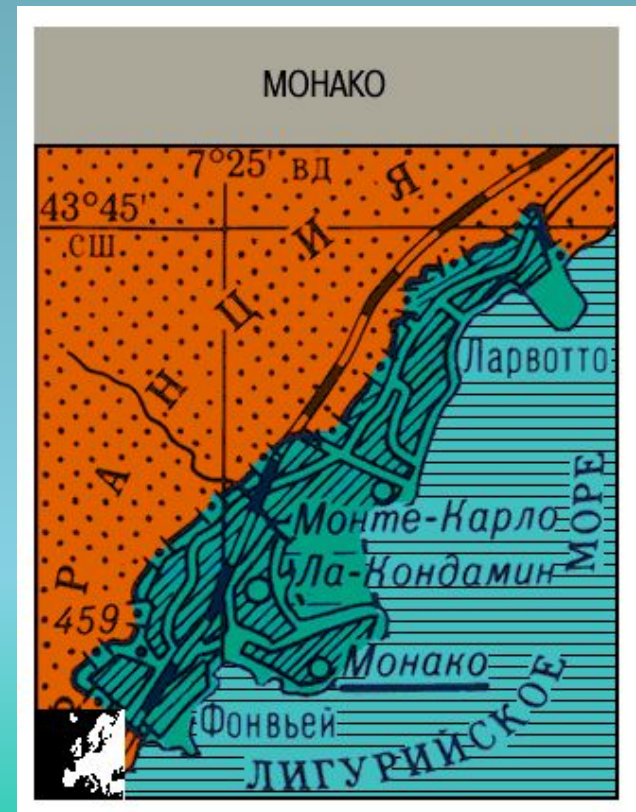 МОНАКО
7°25' ВД
43°45'
СШ
ФРАНЦИЯ
Ларвотто
Монте-Карло
Ла-Кондамин
МОРЕ
459
Монако
Фонвьей
ЛИГУРИЙСКОЕ